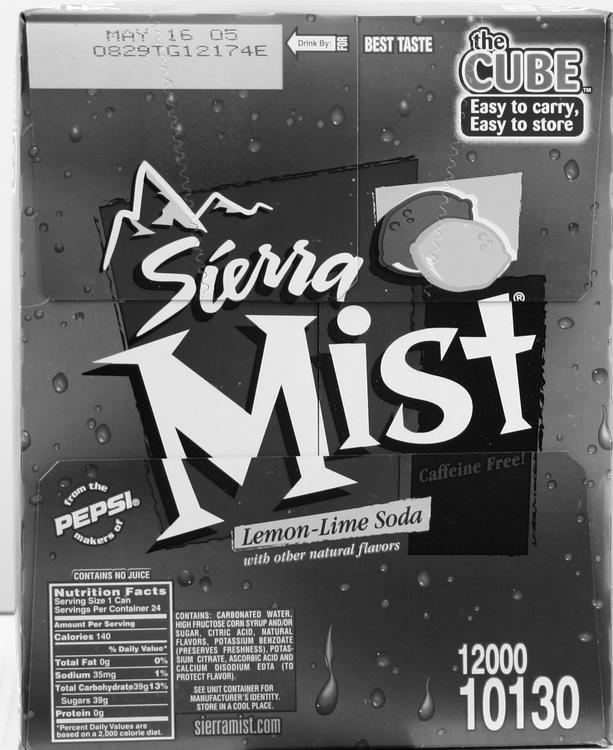 MAY 16 05
0829TG12174E
Drink By:
FOR
BEST TASTE
the
CUBE™
Easy to carry,
Easy to store
Sierra
Mist®
Caffeine Free!
from the
PEPSI®
makers of
Lemon-Lime Soda
with other natural flavors
CONTAINS NO JUICE
Nutrition Facts
Serving Size 1 Can
Servings Per Container 24
Amount Per Serving
Calories 140
% Daily Value*
Total Fat 0g 0%
Sodium 35mg 1%
Total Carbohydrate39g13%
Sugars 39g
Protein 0g
*Percent Daily Values are
based on a 2,000 calorie diet.
CONTAINS: CARBONATED WATER,
HIGH FRUCTOSE CORN SYRUP AND/OR
SUGAR, CITRIC ACID, NATURAL
FLAVORS, POTASSIUM BENZOATE
(PRESERVES FRESHNESS), POTAS-
SIUM CITRATE, ASCORBIC ACID AND
CALCIUM DISODIUM EDTA (TO
PROTECT FLAVOR).
SEE UNIT CONTAINER FOR
MANUFACTURER'S IDENTITY.
STORE IN A COOL PLACE.
sierramist.com
12000
10130